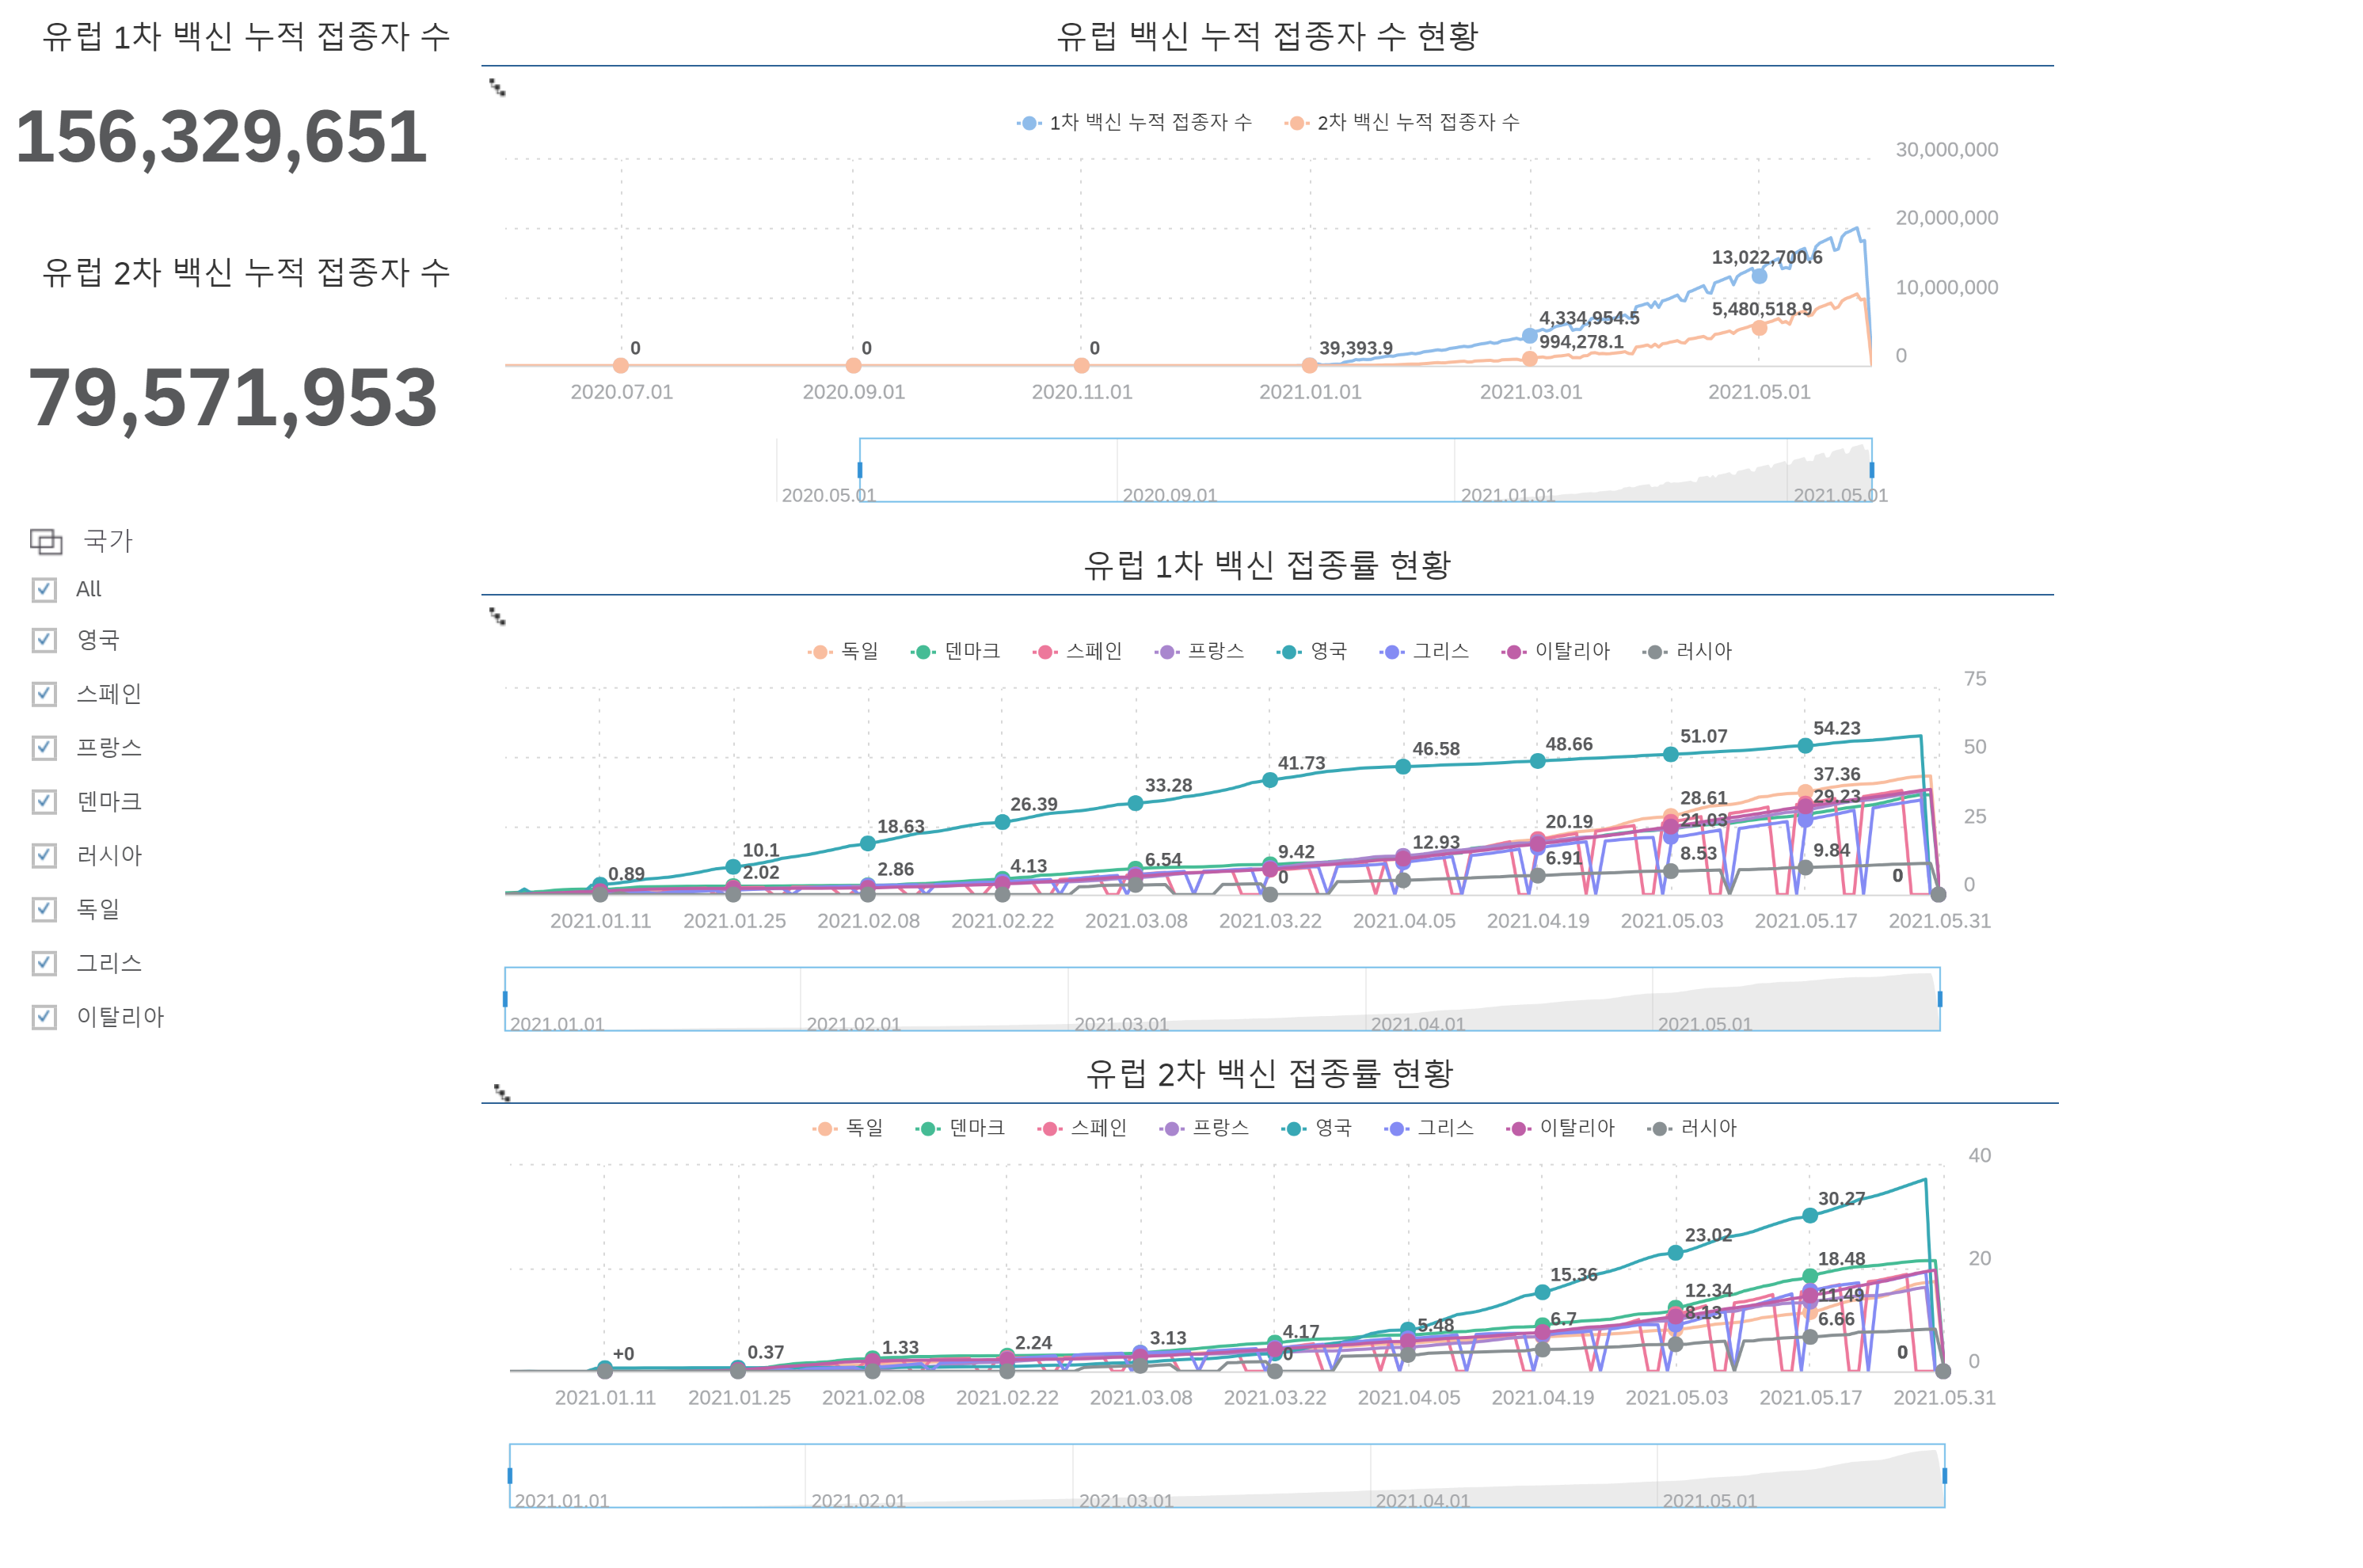 유럽 1차 백신 누적 접종자 수
156,329,651
유럽 2차 백신 누적 접종자 수
79,571,953
국가
All
영국
스페인
프랑스
덴마크
러시아
독일
그리스
이탈리아
유럽 백신 누적 접종자 수 현황
1차 백신 누적 접종자 수 2차 백신 누적 접종자 수
30,000,000
20,000,000
13,022,700.6
10,000,000
5,480,518.9
4,334,954.5
994,278.1
0 0 0 39,393.9 0
2020.07.01 2020.09.01 2020.11.01 2021.01.01 2021.03.01 2021.05.01
2020.05.01 2020.09.01 2021.01.01 2021.05.01
유럽 1차 백신 접종률 현황
독일 덴마크 스페인 프랑스 영국 그리스 이탈리아 러시아
75
50
25
0
0.89 10.1 18.63 26.39 33.28 41.73 46.58 48.66 51.07 54.23
2.02 2.86 4.13 6.54 9.42 12.93 20.19 28.61 37.36
0 6.91 21.03 29.23
8.53 9.84 0
2021.01.11 2021.01.25 2021.02.08 2021.02.22 2021.03.08 2021.03.22 2021.04.05 2021.04.19 2021.05.03 2021.05.17 2021.05.31
2021.01.01 2021.02.01 2021.03.01 2021.04.01 2021.05.01
유럽 2차 백신 접종률 현황
독일 덴마크 스페인 프랑스 영국 그리스 이탈리아 러시아
40
20
0
30.27
23.02
15.36 18.48
12.34 11.49
+0 0.37 1.33 2.24 3.13 4.17 5.48 6.7 8.13 6.66
0 0
2021.01.11 2021.01.25 2021.02.08 2021.02.22 2021.03.08 2021.03.22 2021.04.05 2021.04.19 2021.05.03 2021.05.17 2021.05.31
2021.01.01 2021.02.01 2021.03.01 2021.04.01 2021.05.01